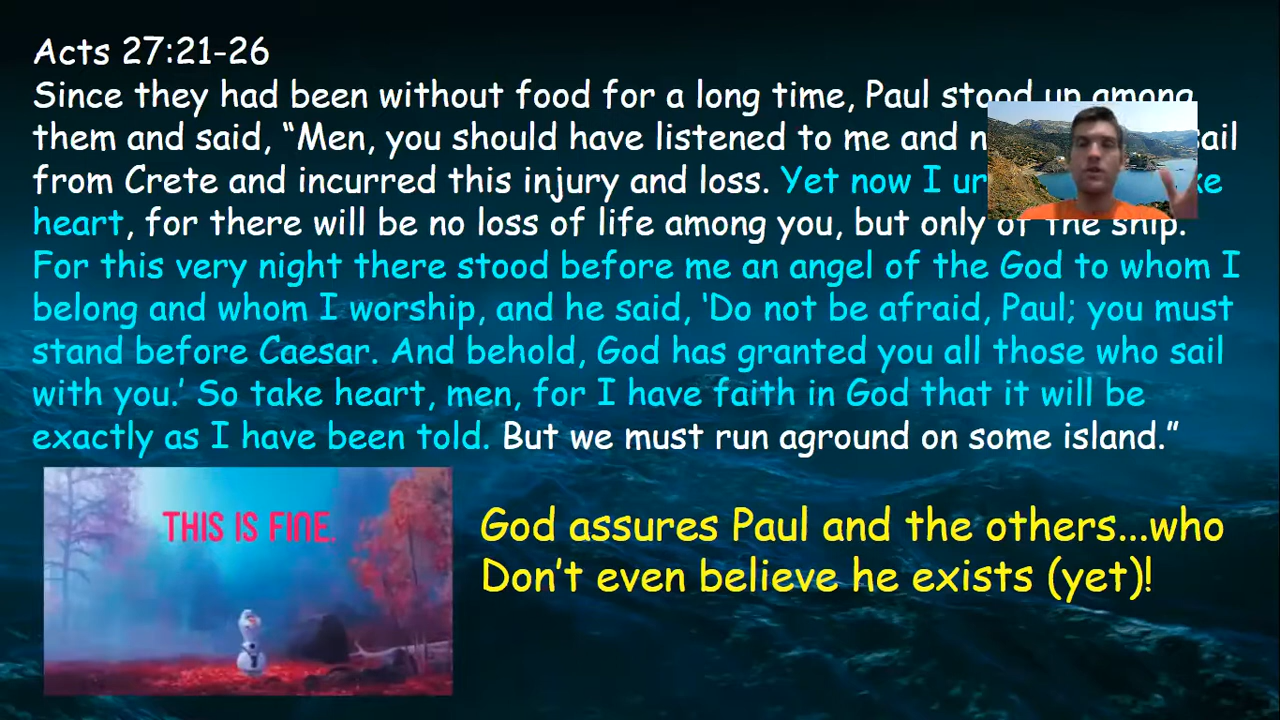 Acts 27:21-26
Since they had been without food for a long time, Paul stood up among
them and said, “Men, you should have listened to me and sail
from Crete and incurred this injury and loss. Yet now I
heart, for there will be no loss of life among you, but only of the ship.
For this very night there stood before me an angel of the God to whom I
belong and whom I worship, and he said, ‘Do not be afraid, Paul; you must
stand before Caesar. And behold, God has granted you all those who sail
with you.’ So take heart, men, for I have faith in God that it will be
exactly as I have been told. But we must run aground on some island.”
THIS IS FINE.
God assures Paul and the others...who
Don’t even believe he exists (yet)!